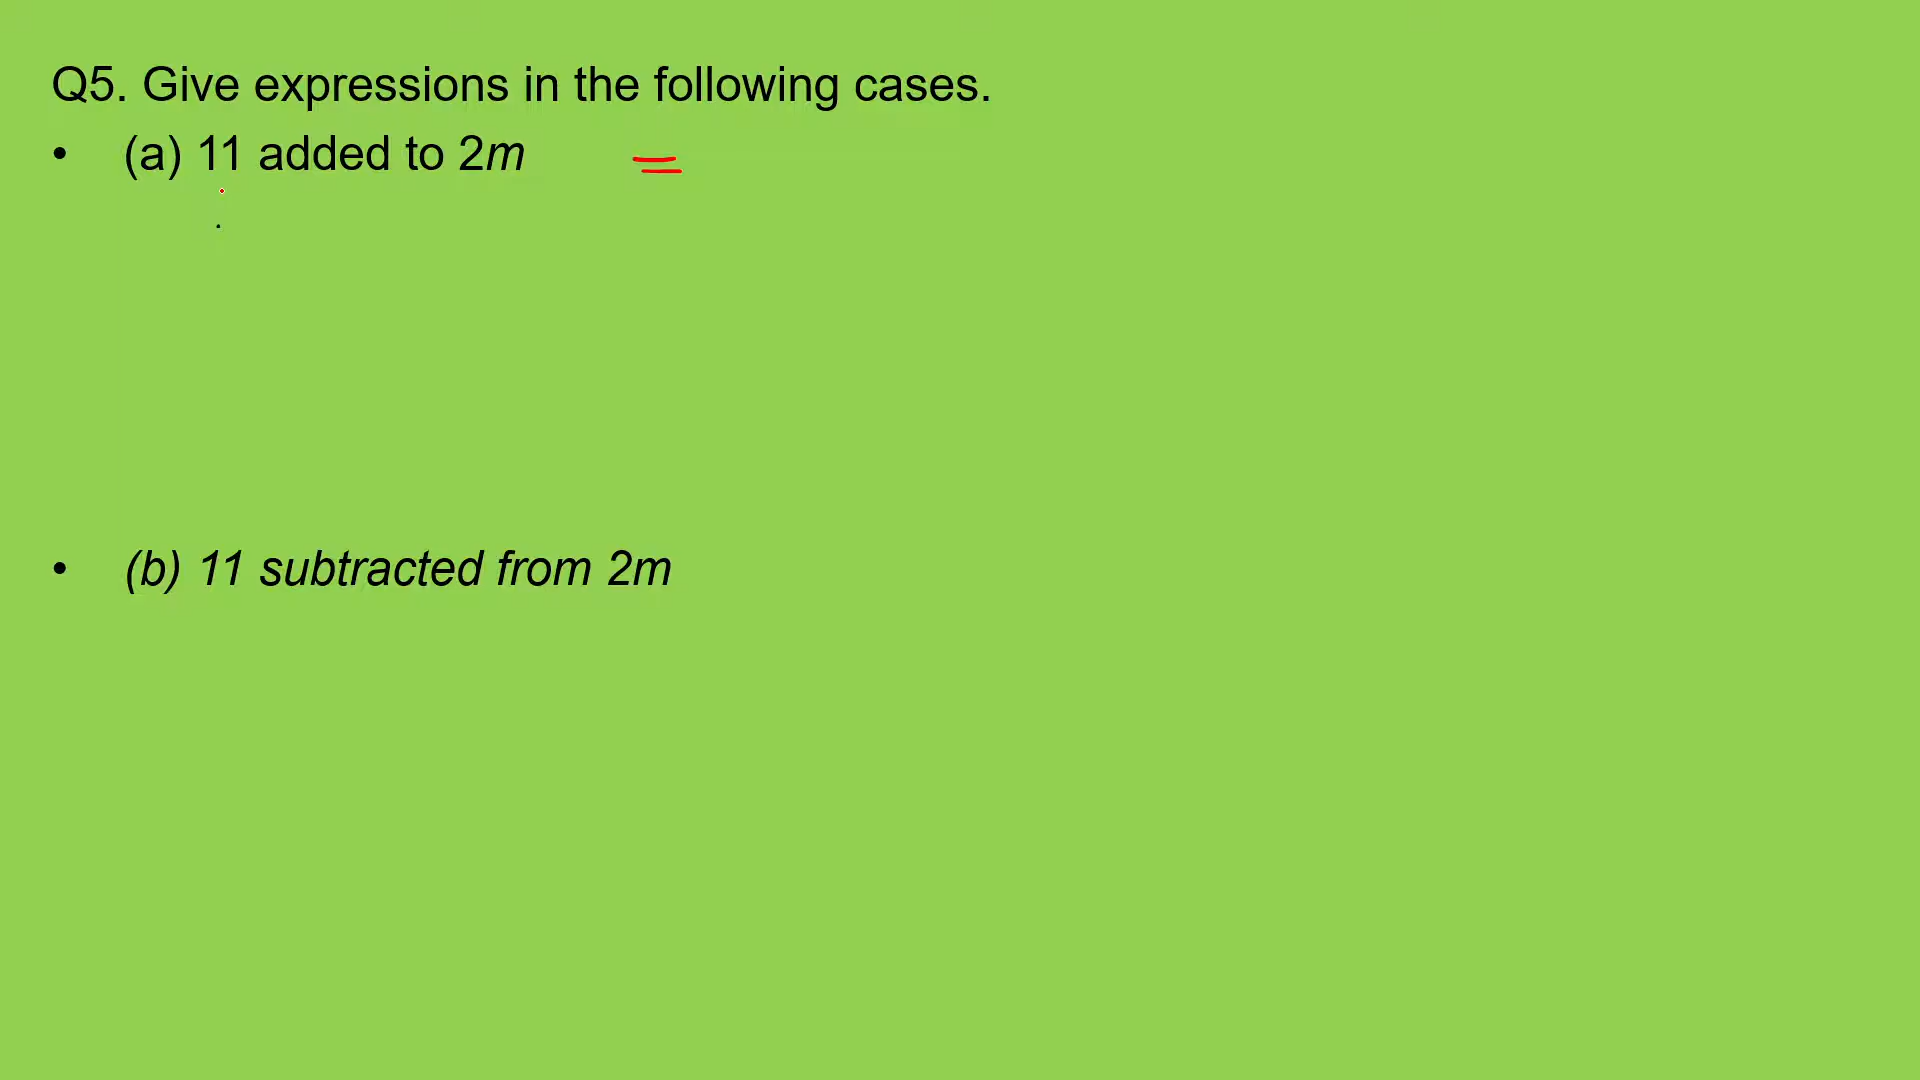 Q5. Give expressions in the following cases.
• (a) 11 added to 2m =
• (b) 11 subtracted from 2m